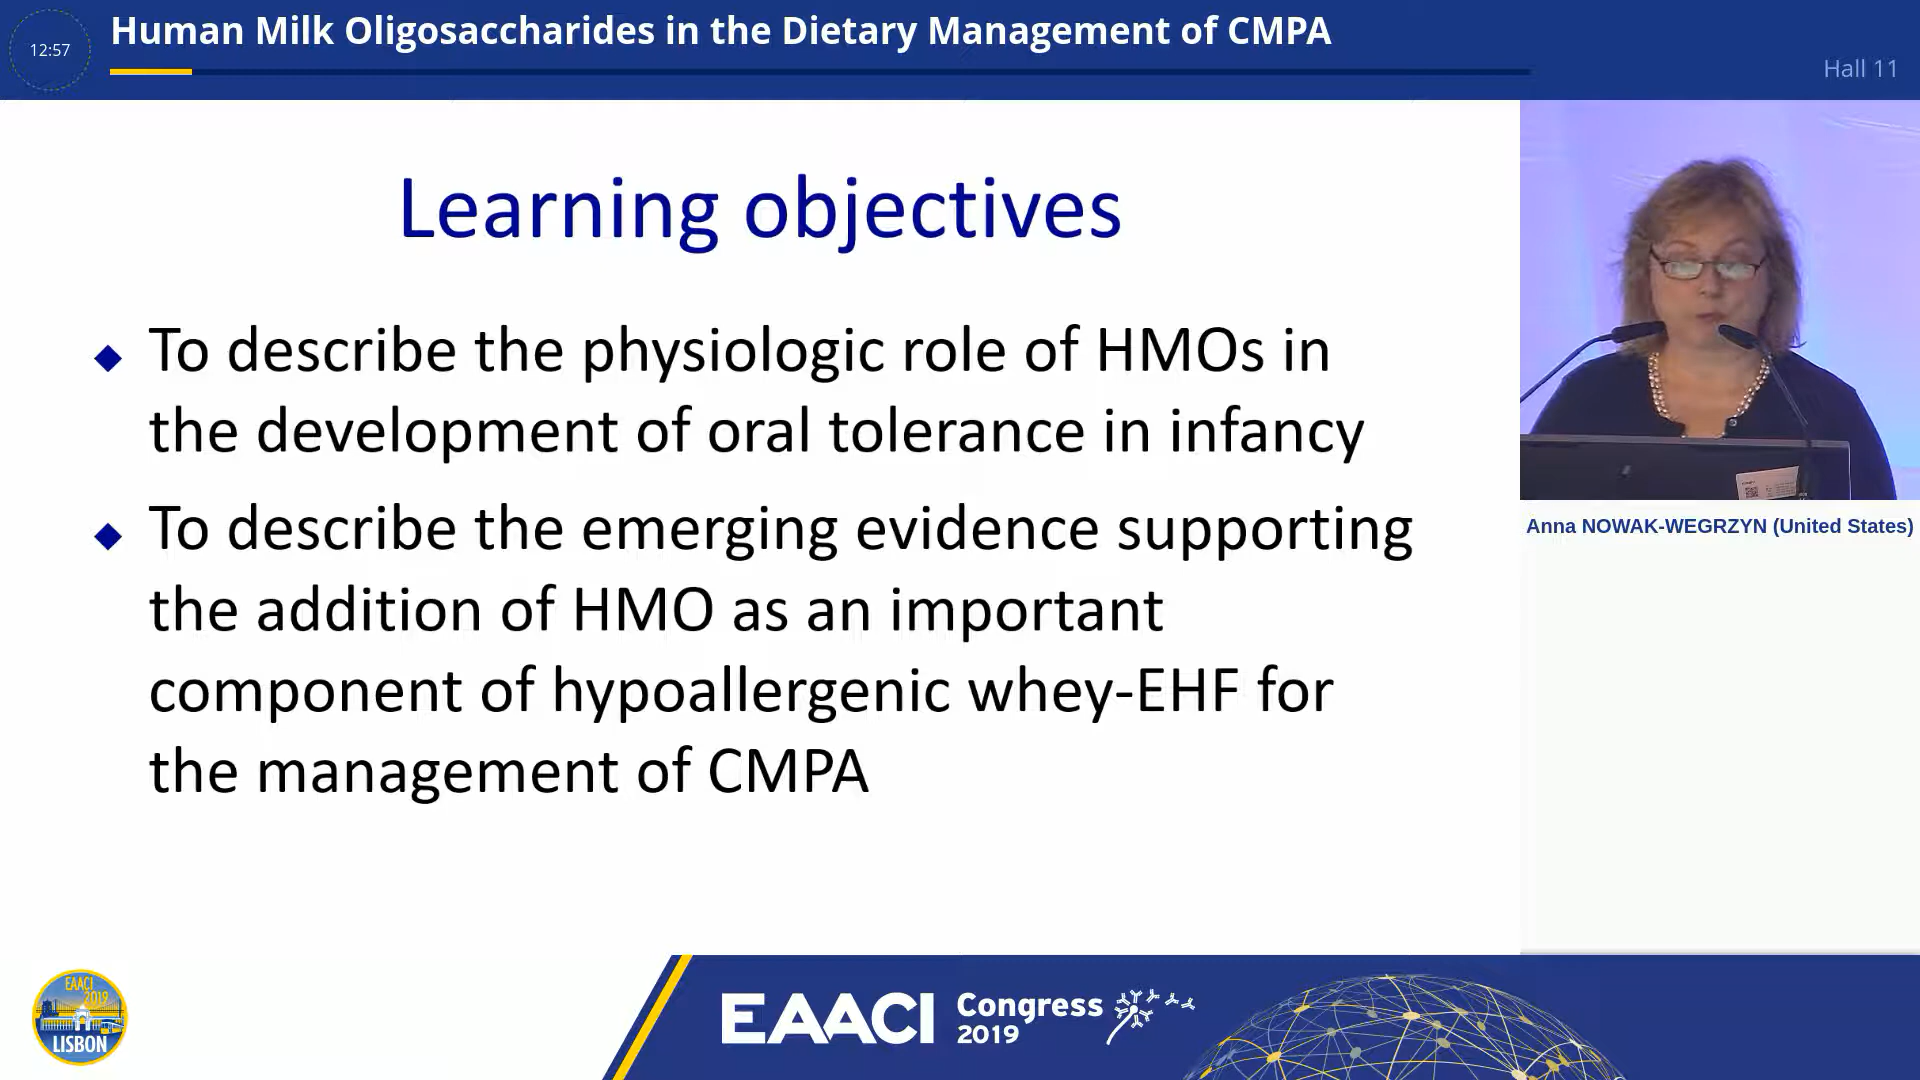 12:57
Human Milk Oligosaccharides in the Dietary Management of CMPA
Hall 11
Learning objectives
To describe the physiologic role of HMOs in
the development of oral tolerance in infancy
To describe the emerging evidence supporting
the addition of HMO as an important
component of hypoallergenic whey-EHF for
the management of CMPA
Anna NOWAK-WEGRZYN (United States)
EAACI
2019
LISBON
EAACI Congress
2019